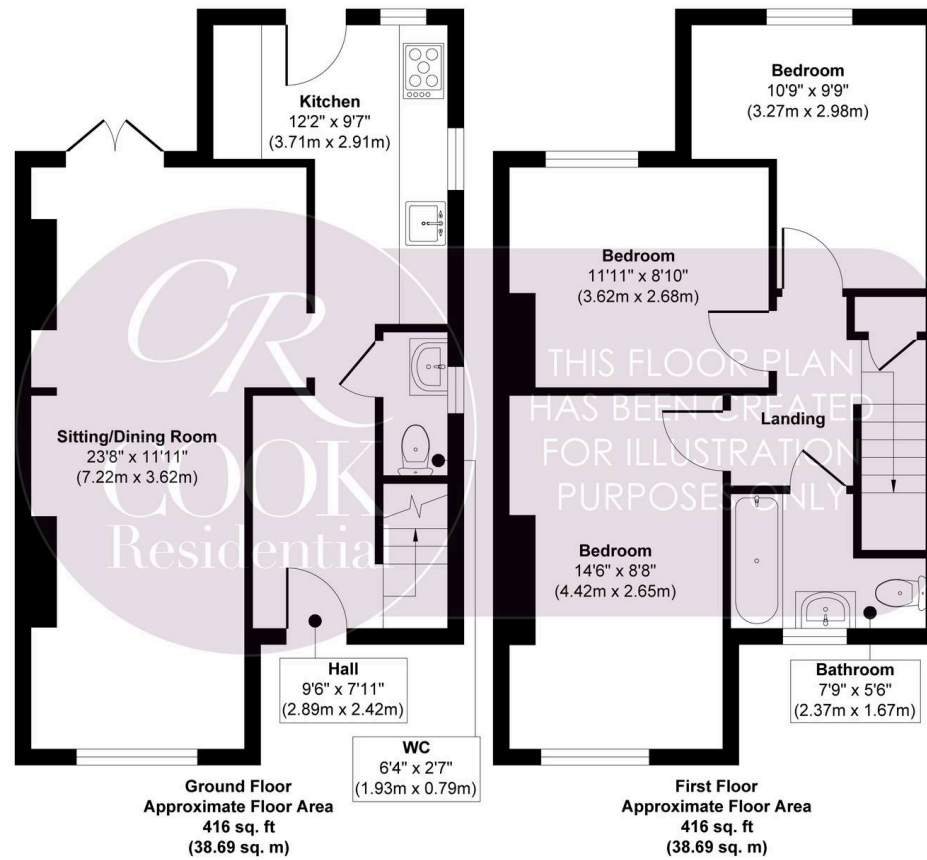 Kitchen
12'2" x 9'7"
(3.71m x 2.91m)
Sitting/Dining Room
23'8" x 11'11"
(7.22m x 3.62m)
Hall
9'6" x 7'11"
(2.89m x 2.42m)
WC
6'4" x 2'7"
(1.93m x 0.79m)
Ground Floor
Approximate Floor Area
416 sq. ft
(38.69 sq. m)
Bedroom
10'9" x 9'9"
(3.27m x 2.98m)
Bedroom
11'11" x 8'10"
(3.62m x 2.68m)
Landing
Bedroom
14'6" x 8'8"
(4.42m x 2.65m)
Bathroom
7'9" x 5'6"
(2.37m x 1.67m)
First Floor
Approximate Floor Area
416 sq. ft
(38.69 sq. m)
CR
COOK
Residential
THIS FLOOR PLAN
HAS BEEN CREATED
FOR ILLUSTRATION
PURPOSES ONLY